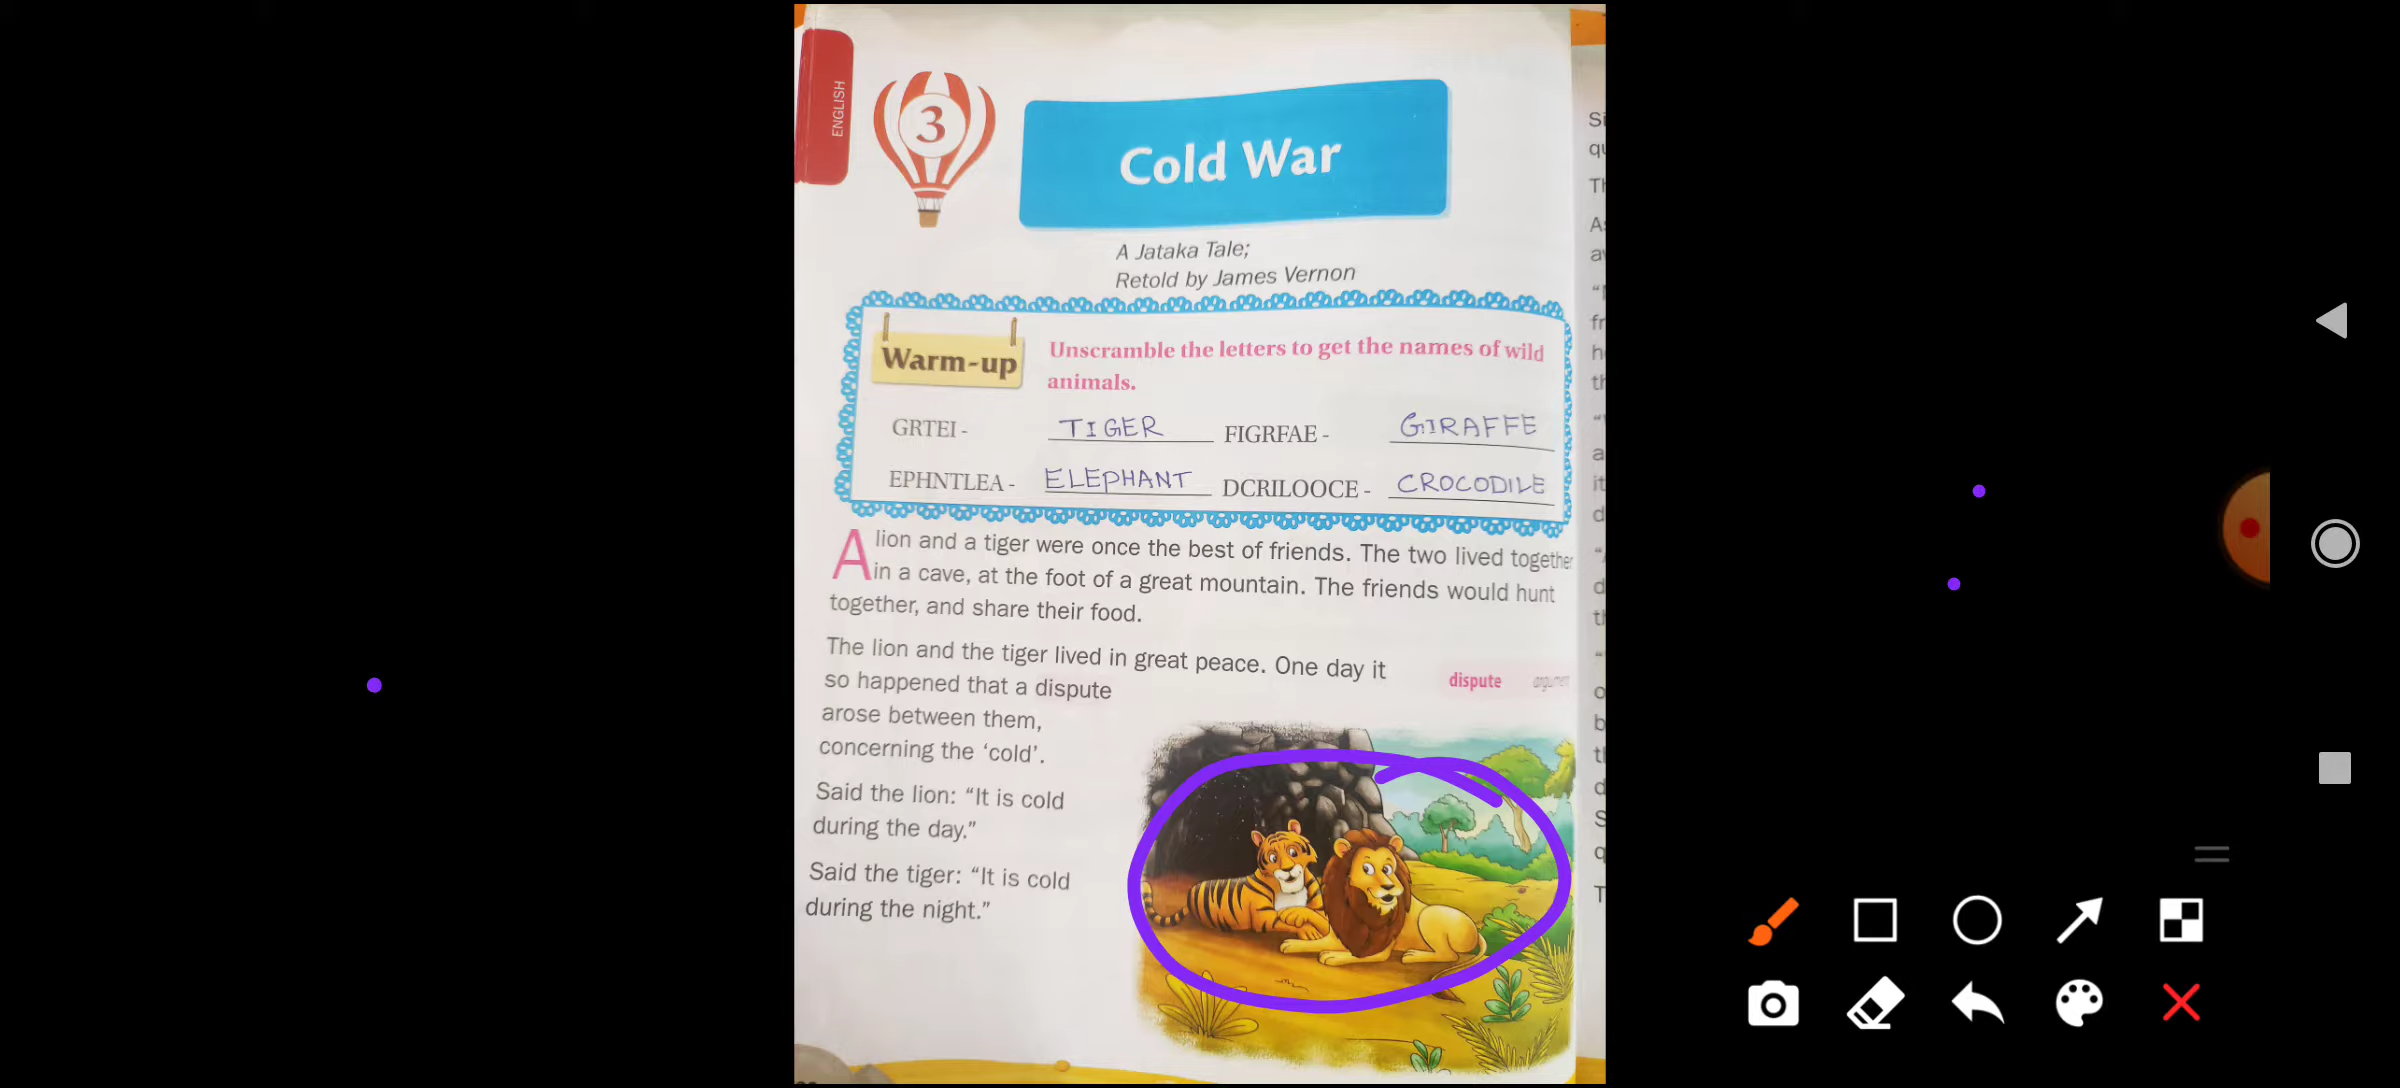 ENGLISH
3
Cold War
A Jataka Tale;
Retold by James Vernon
Warm-up
Unscramble the letters to get the names of wild
animals.
GRTEI - TIGER FIGRFAE - GIRAFFE
EPHNTLEA - ELEPHANT DCRILOOCE - CROCODILE
A lion and a tiger were once the best of friends. The two lived together
in a cave, at the foot of a great mountain. The friends would hunt
together, and share their food.
The lion and the tiger lived in great peace. One day it
so happened that a dispute
dispute argument
arose between them,
concerning the ‘cold’.
Said the lion: “It is cold
during the day.”
Said the tiger: “It is cold
during the night.”